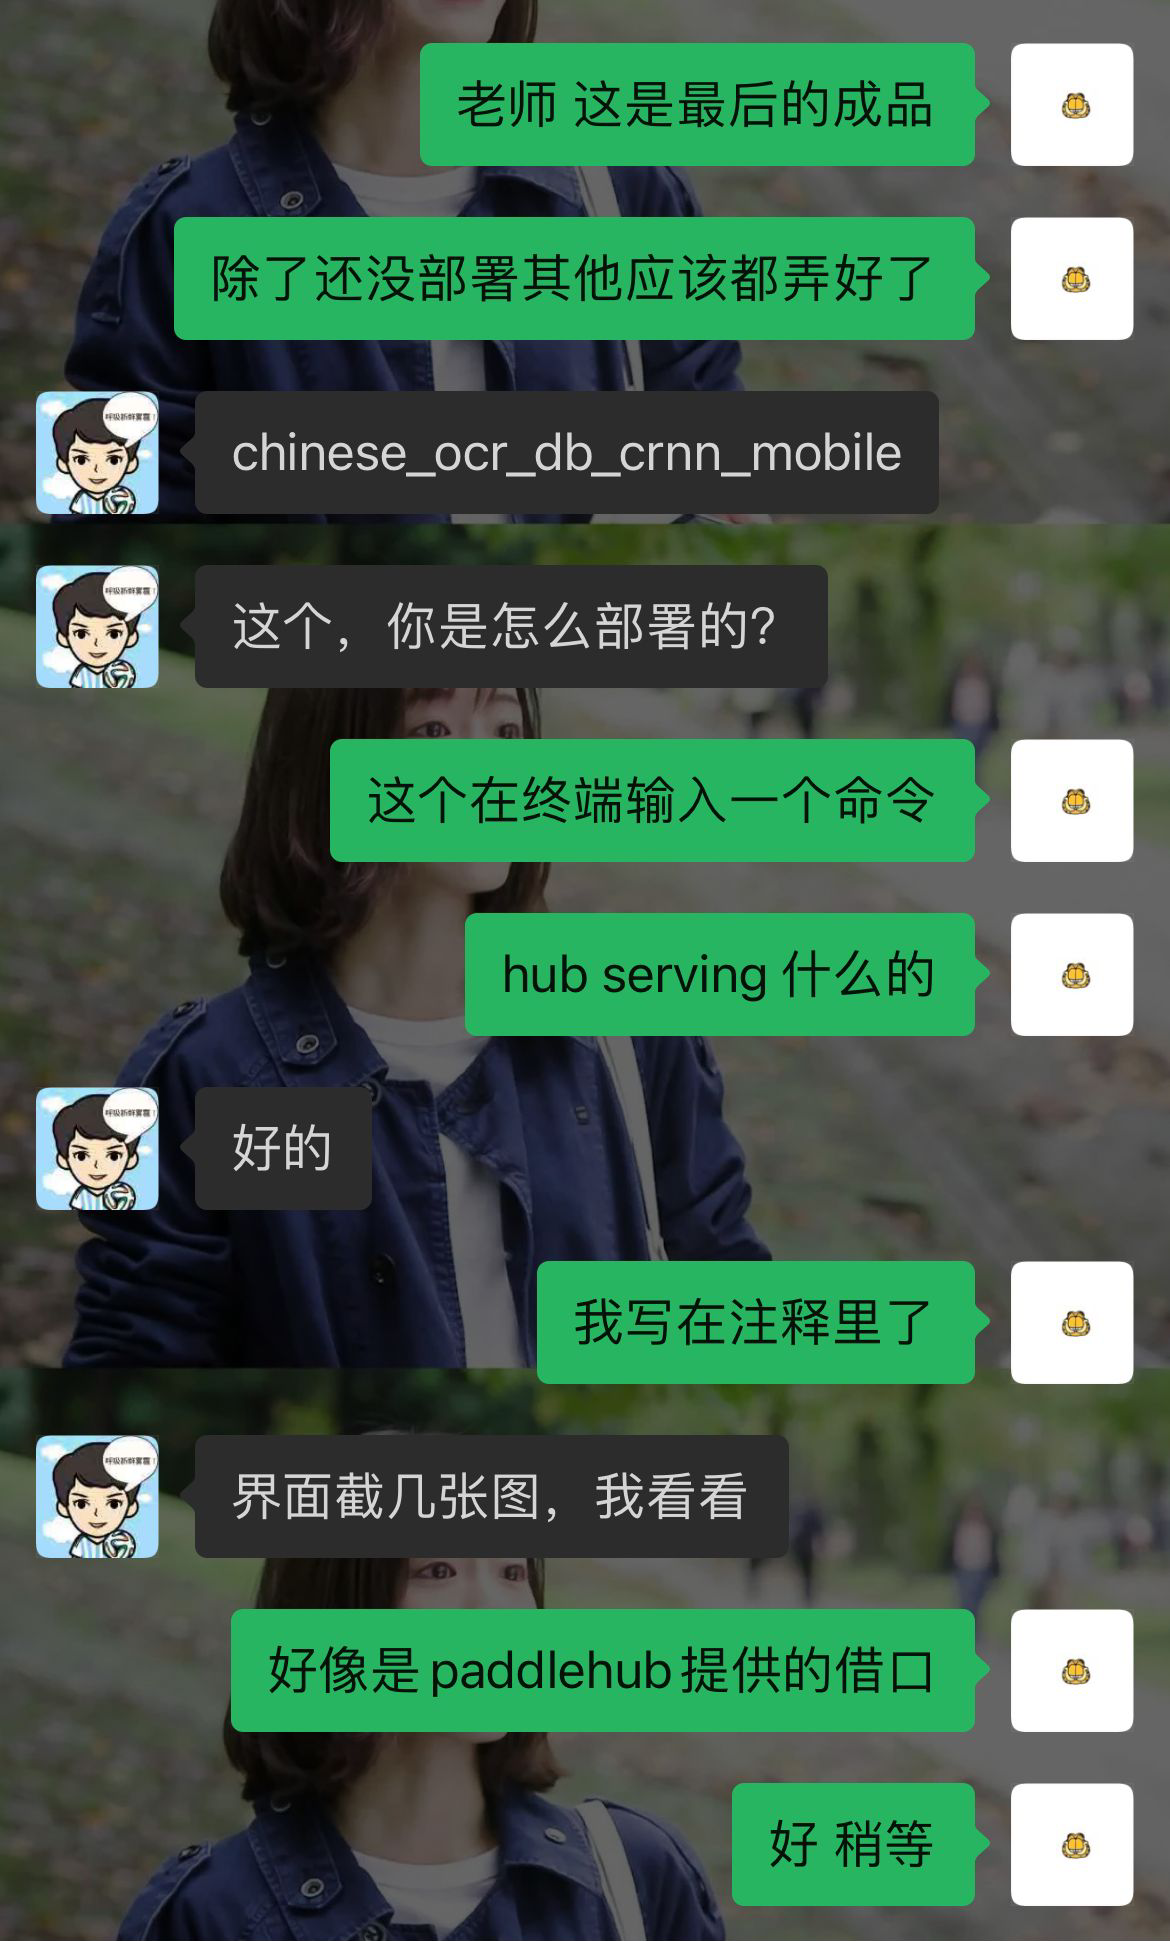 老师 这是最后的成品
除了还没部署其他应该都弄好了
chinese_ocr_db_crnn_mobile
这个，你是怎么部署的？
这个在终端输入一个命令
hub serving 什么的
好的
我写在注释里了
界面截几张图，我看看
好像是paddlehub提供的借口
好 稍等